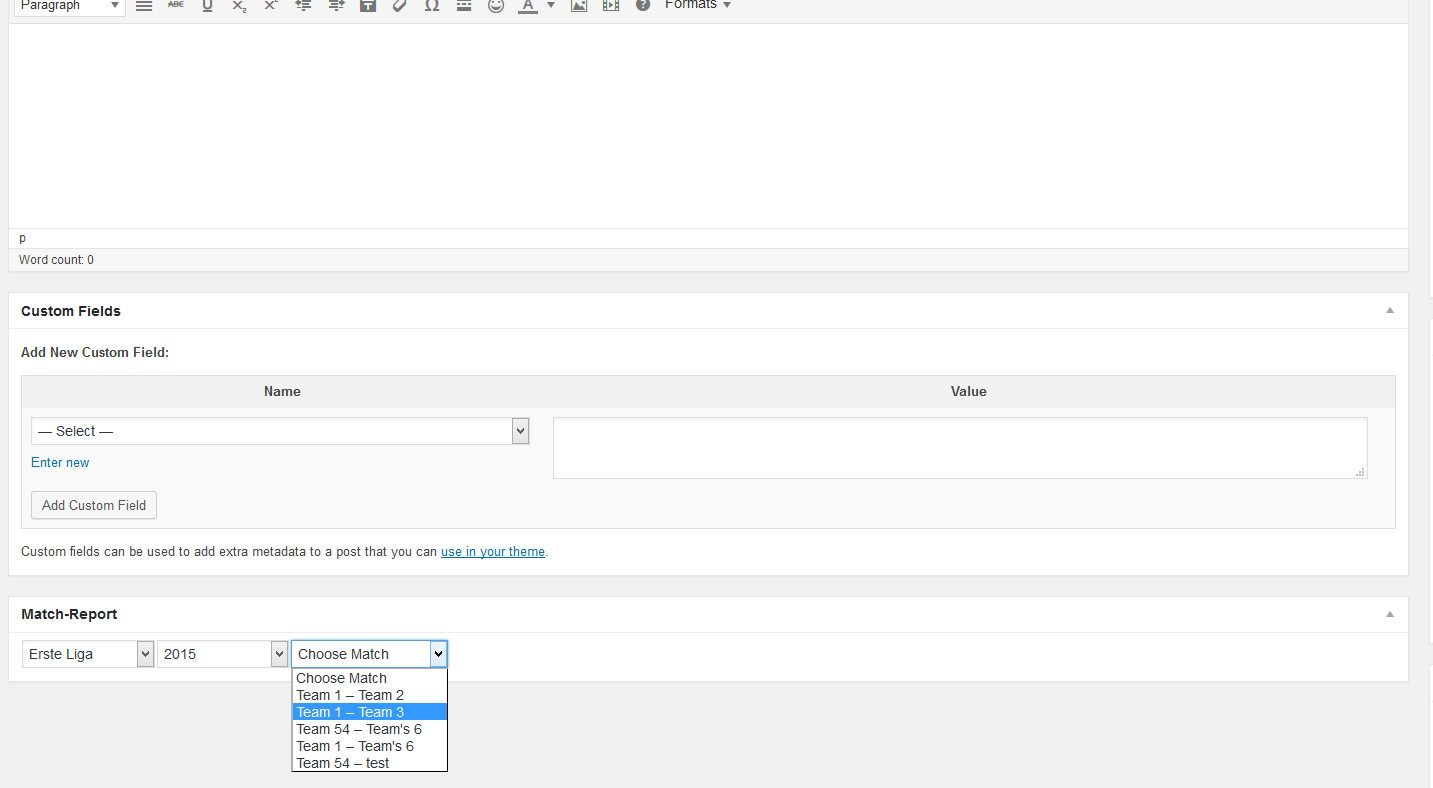 Paragraph ABC U X₂ X² T Ω A ? Formats
p
Word count: 0
Custom Fields
Add New Custom Field:
Name Value
— Select —
Enter new
Add Custom Field
Custom fields can be used to add extra metadata to a post that you can use in your theme.
Match-Report
Erste Liga 2015 Choose Match
Choose Match
Team 1 – Team 2
Team 1 – Team 3
Team 54 – Team's 6
Team 1 – Team's 6
Team 54 – test